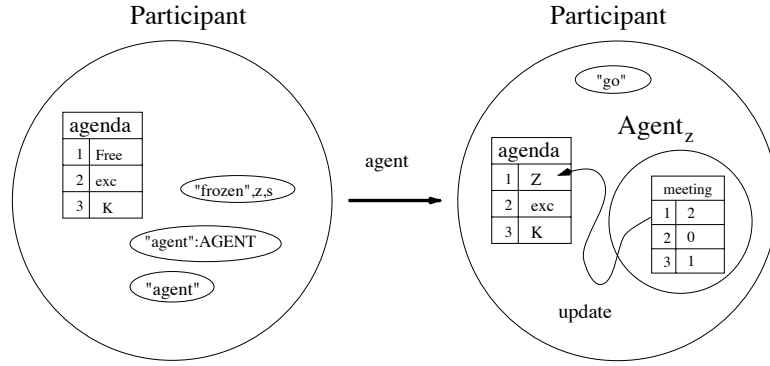 Participant
agenda
1 Free
2 exc
3 K
"frozen",z,s
"agent":AGENT
"agent"
agent
Participant
"go"
Agent_z
agenda
1 Z
2 exc
3 K
meeting
1 2
2 0
3 1
update